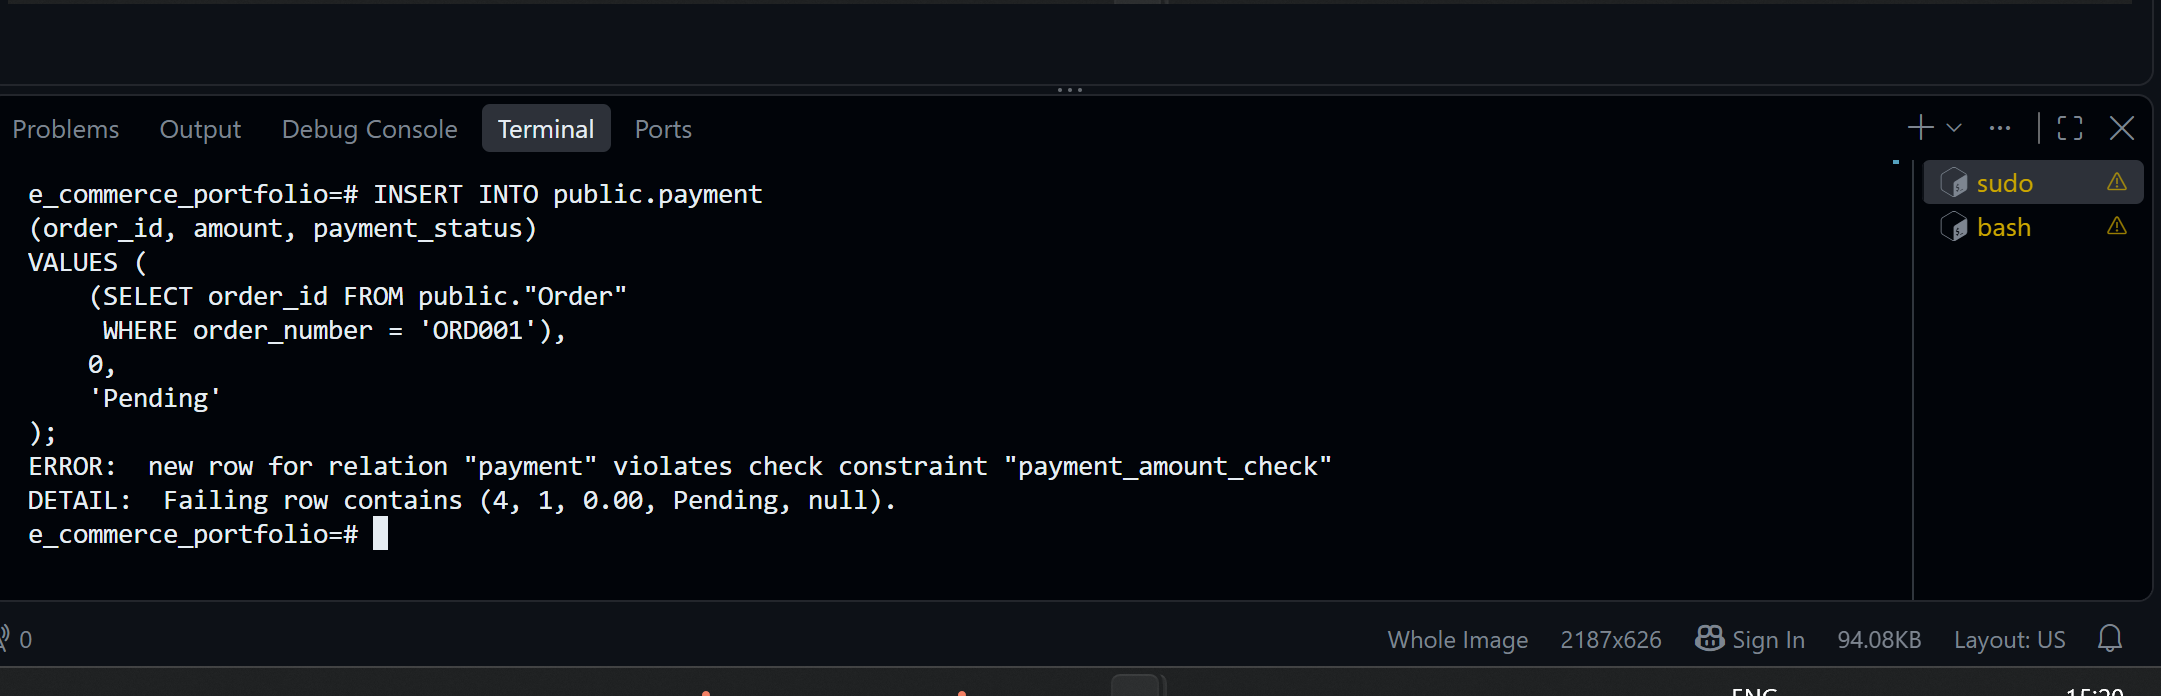 Problems Output Debug Console Terminal Ports
e_commerce_portfolio=# INSERT INTO public.payment
(order_id, amount, payment_status)
VALUES (
    (SELECT order_id FROM public."Order"
     WHERE order_number = 'ORD001'),
    0,
    'Pending'
);
ERROR:  new row for relation "payment" violates check constraint "payment_amount_check"
DETAIL:  Failing row contains (4, 1, 0.00, Pending, null).
e_commerce_portfolio=#
sudo
bash
0 Whole Image 2187x626 Sign In 94.08KB Layout: US
ENG 15:20